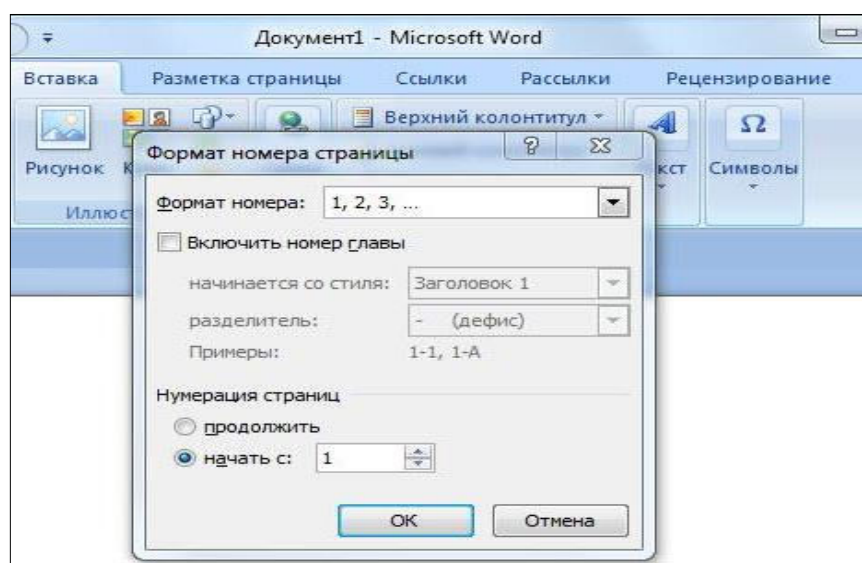 Документ1 - Microsoft Word
Вставка Разметка страницы Ссылки Рассылки Рецензирование
Верхний колонтитул
Рисунок
Символы
Формат номера страницы
Формат номера: 1, 2, 3, ...
Включить номер главы
начинается со стиля: Заголовок 1
разделитель: - (дефис)
Примеры: 1-1, 1-A
Нумерация страниц
продолжить
начать с: 1
ОК Отмена